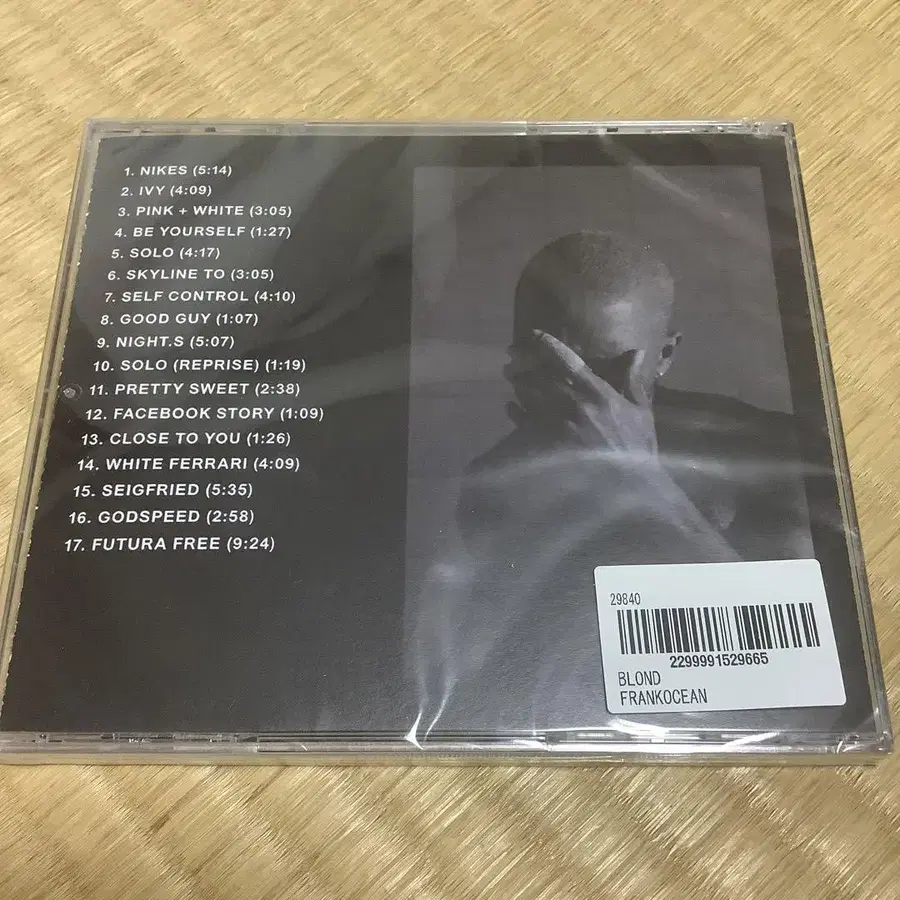 1. NIKES (5:14)
2. IVY (4:09)
3. PINK + WHITE (3:05)
4. BE YOURSELF (1:27)
5. SOLO (4:17)
6. SKYLINE TO (3:05)
7. SELF CONTROL (4:10)
8. GOOD GUY (1:07)
9. NIGHT.S (5:07)
10. SOLO (REPRISE) (1:19)
11. PRETTY SWEET (2:38)
12. FACEBOOK STORY (1:09)
13. CLOSE TO YOU (1:26)
14. WHITE FERRARI (4:09)
15. SEIGFRIED (5:35)
16. GODSPEED (2:58)
17. FUTURA FREE (9:24)
29840
2299991529665
BLOND
FRANKOCEAN